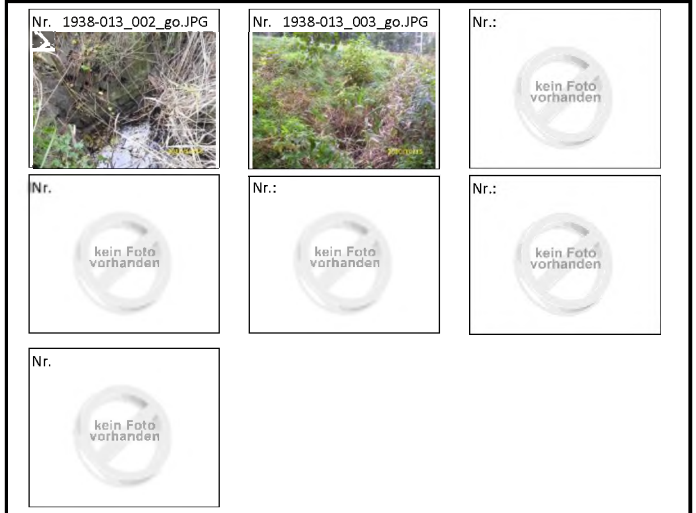 Nr. 1938-013_002_go.JPG
Nr. 1938-013_003_go.JPG
Nr.:
kein Foto
vorhanden
Nr.
kein Foto
vorhanden
Nr.:
kein Foto
vorhanden
Nr.:
kein Foto
vorhanden
Nr.
kein Foto
vorhanden